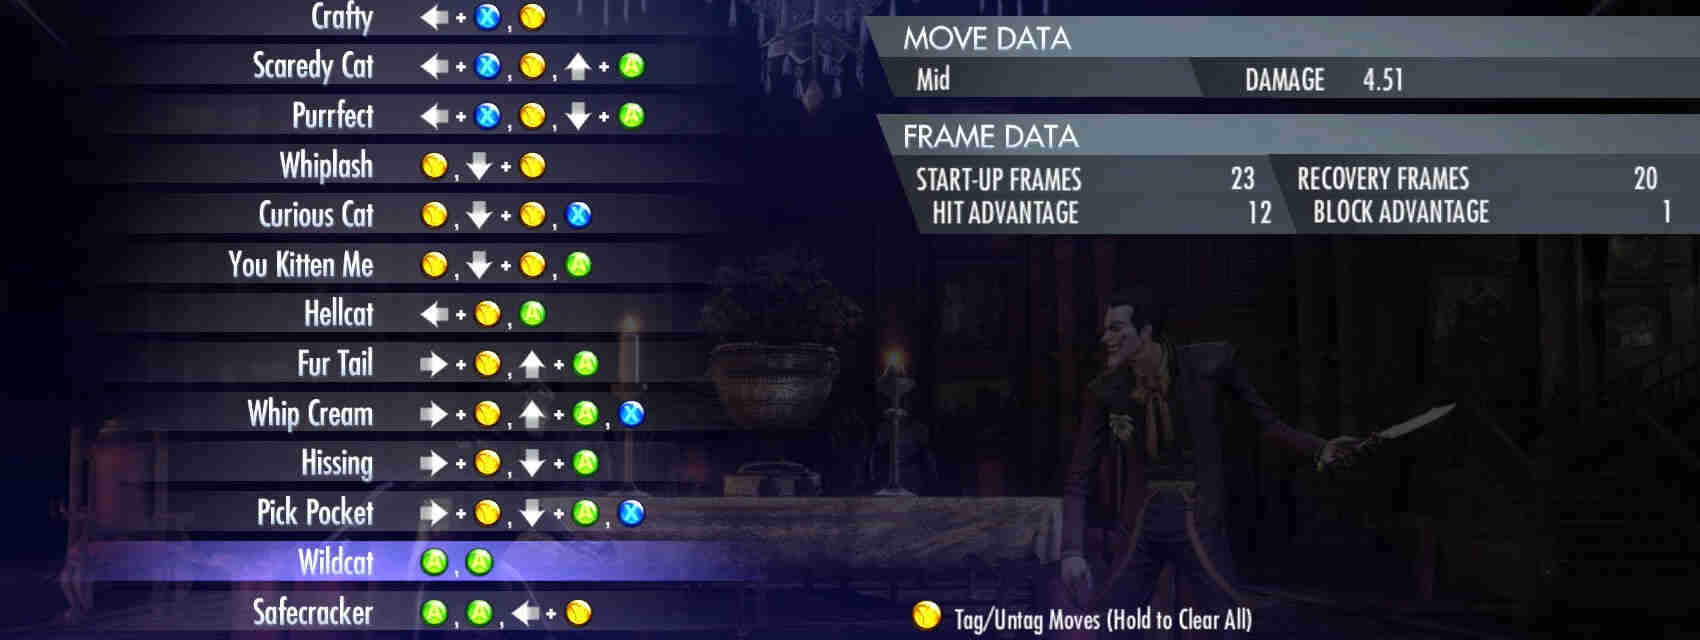 Crafty + X , Y
Scaredy Cat + X , Y , + A
Purrfect + X , Y , + A
Whiplash Y , + Y
Curious Cat Y , + Y , X
You Kitten Me Y , + Y , A
Hellcat + Y , A
Fur Tail + Y , + A
Whip Cream + Y , + A , X
Hissing + Y , + A
Pick Pocket + Y , + A , X
Wildcat A , A
Safecracker A , A , + Y
MOVE DATA
Mid DAMAGE 4.51
FRAME DATA
START-UP FRAMES 23 RECOVERY FRAMES 20
HIT ADVANTAGE 12 BLOCK ADVANTAGE 1
Y Tag/Untag Moves (Hold to Clear All)